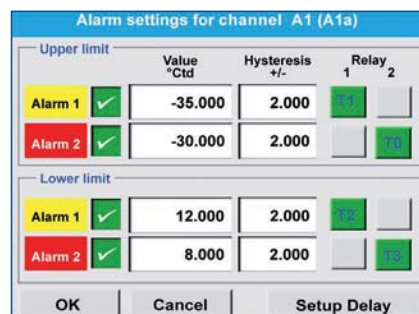 Alarm settings for channel A1 (A1a)
Upper limit
Value Hysteresis Relay
°Ctd +/- 1 2
Alarm 1 -35.000 2.000 T1
Alarm 2 -30.000 2.000 T0
Lower limit
Alarm 1 12.000 2.000 T2
Alarm 2 8.000 2.000 T3
OK Cancel Setup Delay